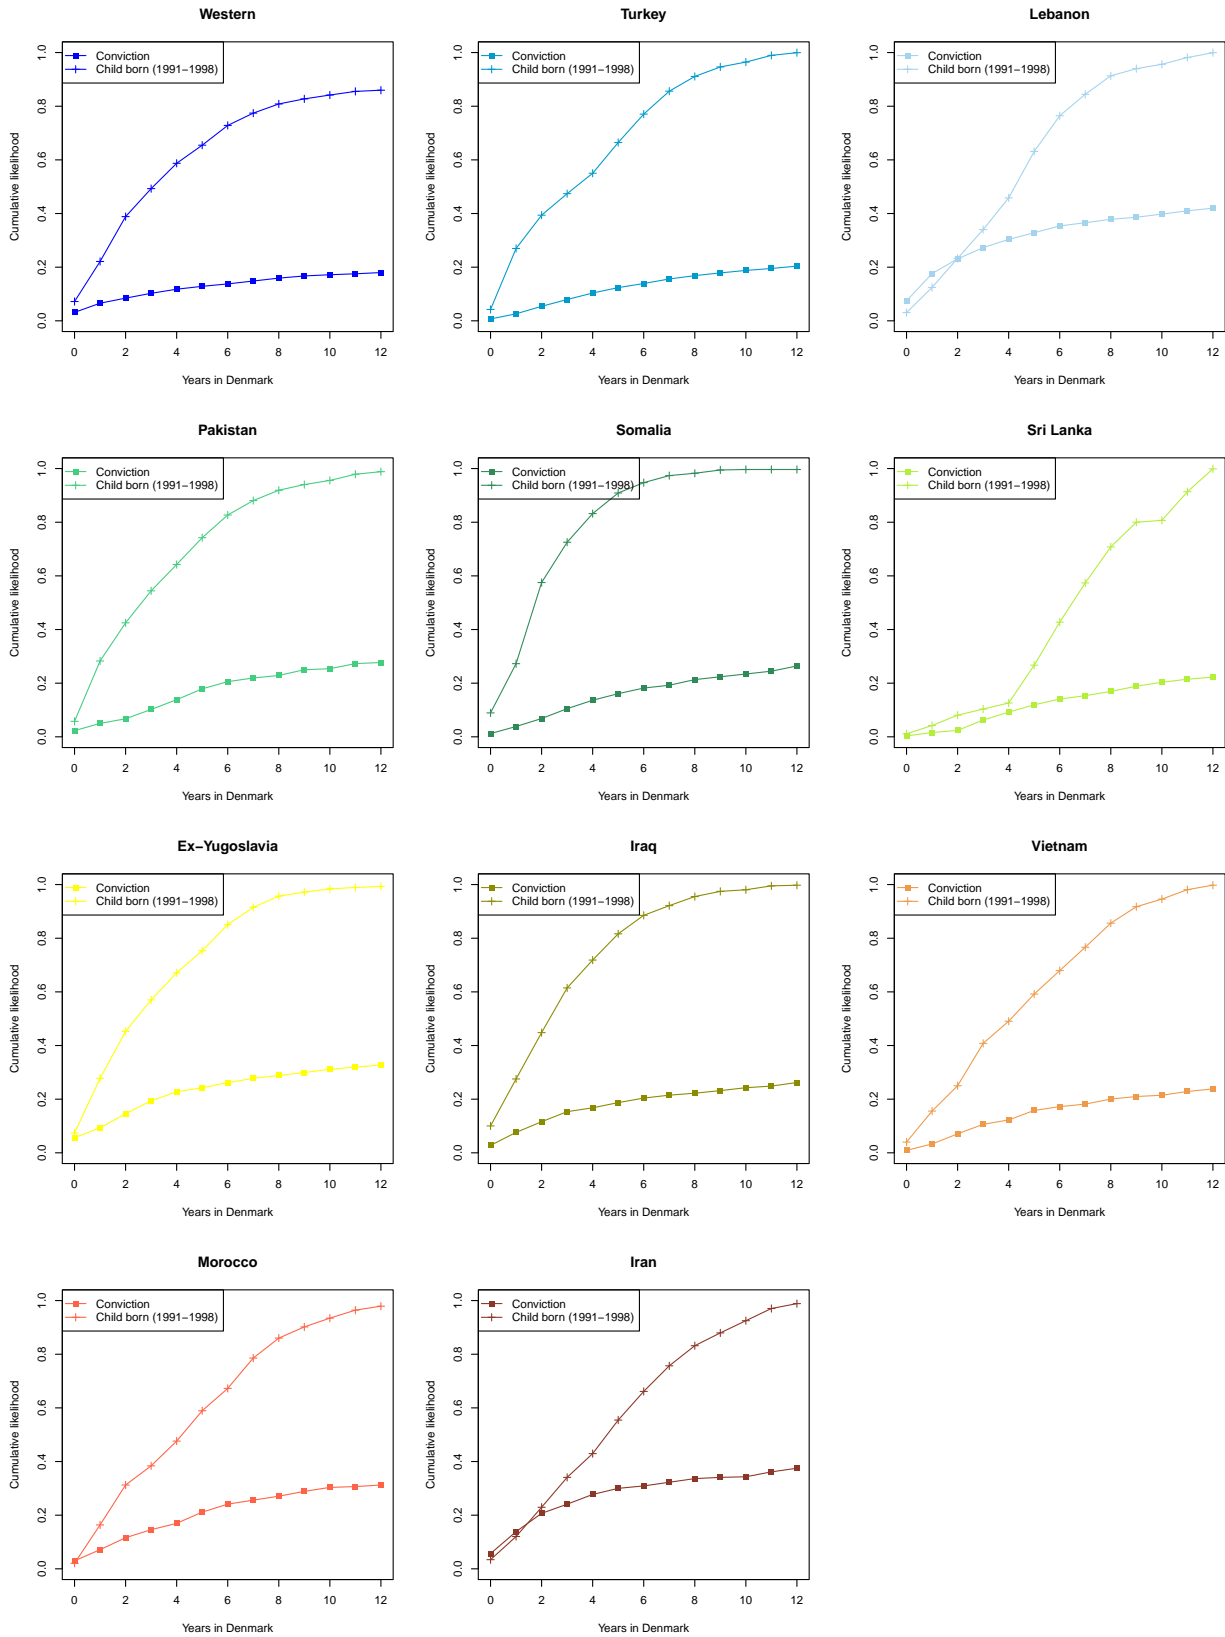 Western
Conviction
Child born (1991−1998)
Cumulative likelihood
0.0 0.2 0.4 0.6 0.8 1.0
0 2 4 6 8 10 12
Years in Denmark
Turkey
Conviction
Child born (1991−1998)
Cumulative likelihood
0.0 0.2 0.4 0.6 0.8 1.0
0 2 4 6 8 10 12
Years in Denmark
Lebanon
Conviction
Child born (1991−1998)
Cumulative likelihood
0.0 0.2 0.4 0.6 0.8 1.0
0 2 4 6 8 10 12
Years in Denmark
Pakistan
Conviction
Child born (1991−1998)
Cumulative likelihood
0.0 0.2 0.4 0.6 0.8 1.0
0 2 4 6 8 10 12
Years in Denmark
Somalia
Conviction
Child born (1991−1998)
Cumulative likelihood
0.0 0.2 0.4 0.6 0.8 1.0
0 2 4 6 8 10 12
Years in Denmark
Sri Lanka
Conviction
Child born (1991−1998)
Cumulative likelihood
0.0 0.2 0.4 0.6 0.8 1.0
0 2 4 6 8 10 12
Years in Denmark
Ex−Yugoslavia
Conviction
Child born (1991−1998)
Cumulative likelihood
0.0 0.2 0.4 0.6 0.8 1.0
0 2 4 6 8 10 12
Years in Denmark
Iraq
Conviction
Child born (1991−1998)
Cumulative likelihood
0.0 0.2 0.4 0.6 0.8 1.0
0 2 4 6 8 10 12
Years in Denmark
Vietnam
Conviction
Child born (1991−1998)
Cumulative likelihood
0.0 0.2 0.4 0.6 0.8 1.0
0 2 4 6 8 10 12
Years in Denmark
Morocco
Conviction
Child born (1991−1998)
Cumulative likelihood
0.0 0.2 0.4 0.6 0.8 1.0
0 2 4 6 8 10 12
Years in Denmark
Iran
Conviction
Child born (1991−1998)
Cumulative likelihood
0.0 0.2 0.4 0.6 0.8 1.0
0 2 4 6 8 10 12
Years in Denmark